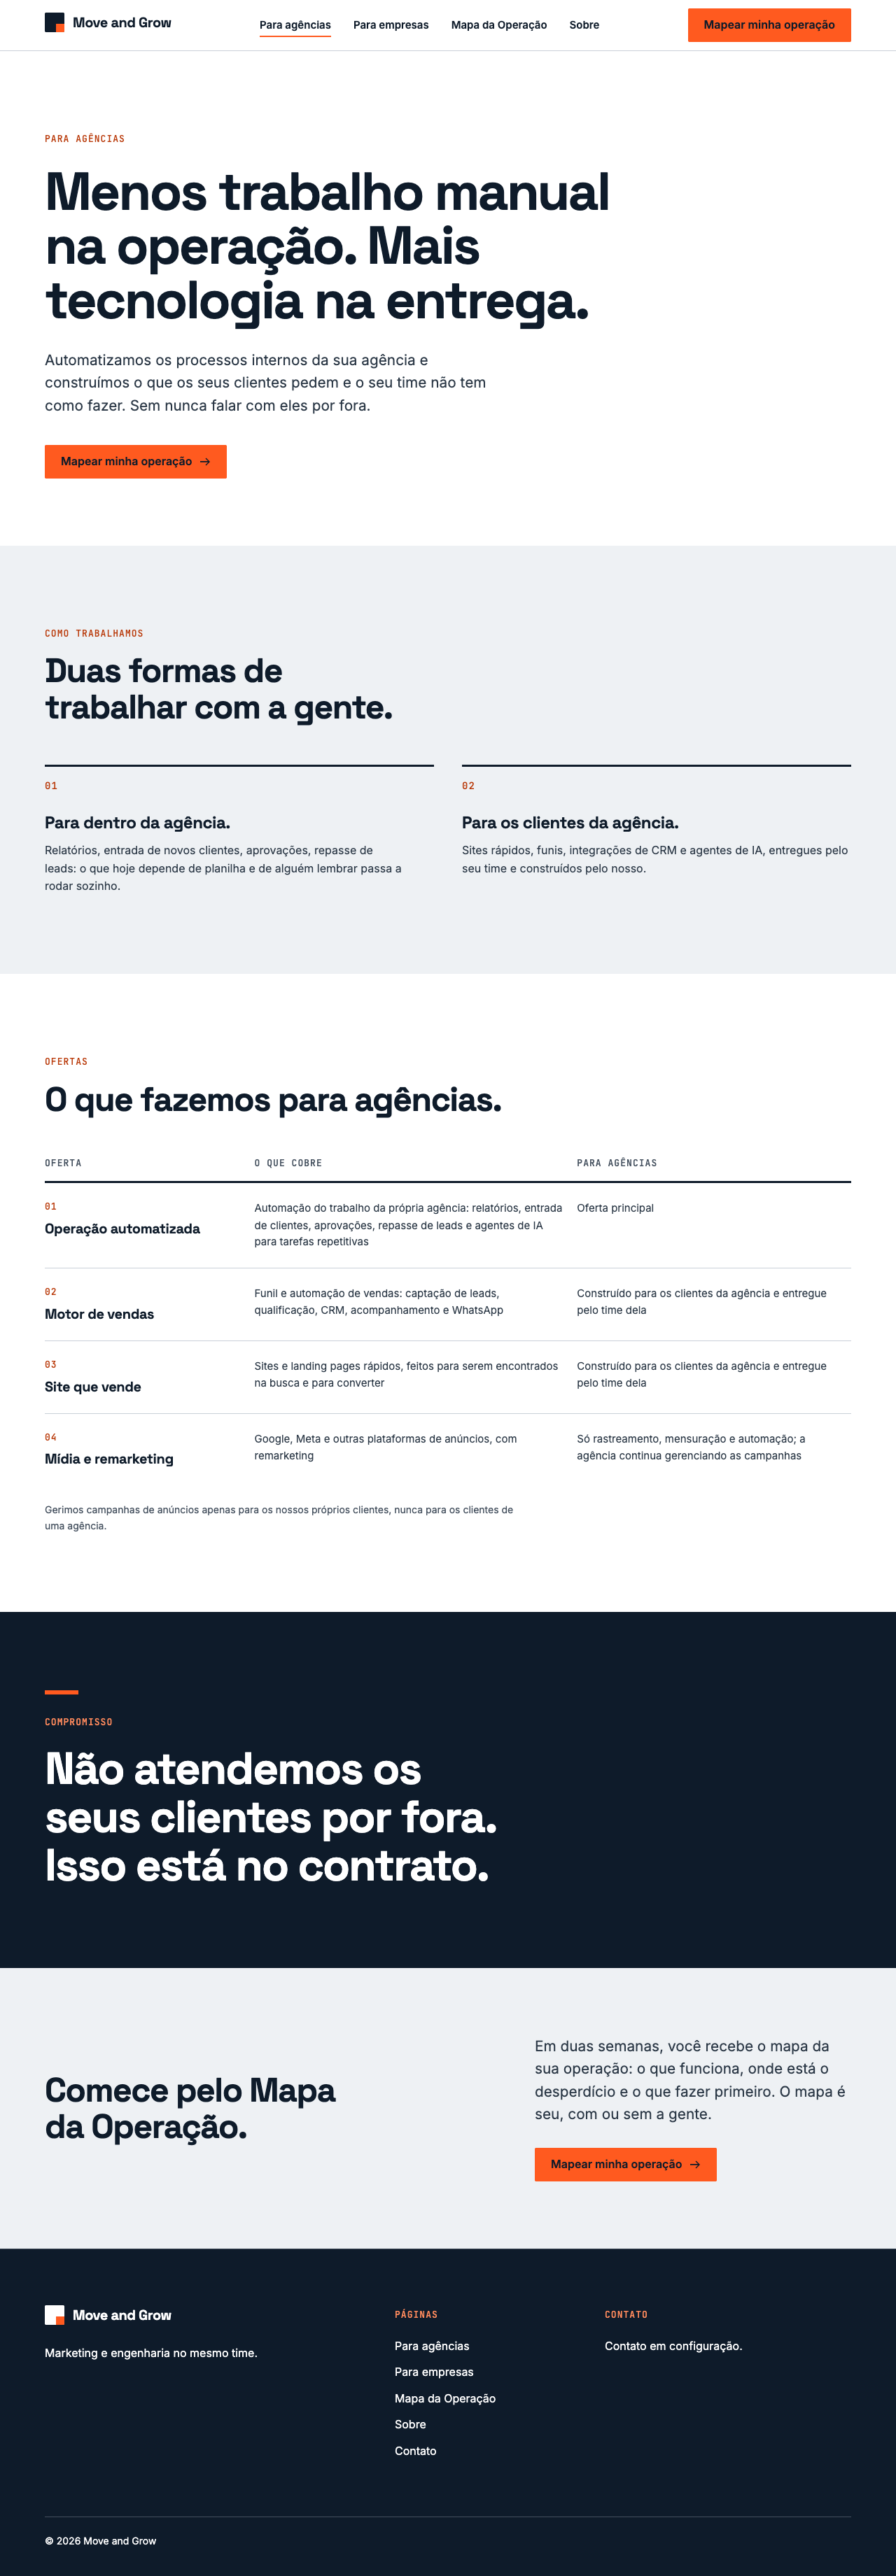 Move and Grow
Para agências
Para empresas
Mapa da Operação
Sobre
Mapear minha operação
PARA AGÊNCIAS
Menos trabalho manual
na operação. Mais
tecnologia na entrega.
Automatizamos os processos internos da sua agência e
construímos o que os seus clientes pedem e o seu time não tem
como fazer. Sem nunca falar com eles por fora.
Mapear minha operação →
COMO TRABALHAMOS
Duas formas de
trabalhar com a gente.
01
Para dentro da agência.
Relatórios, entrada de novos clientes, aprovações, repasse de
leads: o que hoje depende de planilha e de alguém lembrar passa a
rodar sozinho.
02
Para os clientes da agência.
Sites rápidos, funis, integrações de CRM e agentes de IA, entregues pelo
seu time e construídos pelo nosso.
OFERTAS
O que fazemos para agências.
OFERTA
O QUE COBRE
PARA AGÊNCIAS
01
Operação automatizada
Automação do trabalho da própria agência: relatórios, entrada
de clientes, aprovações, repasse de leads e agentes de IA
para tarefas repetitivas
Oferta principal
02
Motor de vendas
Funil e automação de vendas: captação de leads,
qualificação, CRM, acompanhamento e WhatsApp
Construído para os clientes da agência e entregue
pelo time dela
03
Site que vende
Sites e landing pages rápidos, feitos para serem encontrados
na busca e para converter
Construído para os clientes da agência e entregue
pelo time dela
04
Mídia e remarketing
Google, Meta e outras plataformas de anúncios, com
remarketing
Só rastreamento, mensuração e automação; a
agência continua gerenciando as campanhas
Gerimos campanhas de anúncios apenas para os nossos próprios clientes, nunca para os clientes de
uma agência.
COMPROMISSO
Não atendemos os
seus clientes por fora.
Isso está no contrato.
Comece pelo Mapa
da Operação.
Em duas semanas, você recebe o mapa da
sua operação: o que funciona, onde está o
desperdício e o que fazer primeiro. O mapa é
seu, com ou sem a gente.
Mapear minha operação →
Move and Grow
Marketing e engenharia no mesmo time.
PÁGINAS
Para agências
Para empresas
Mapa da Operação
Sobre
Contato
CONTATO
Contato em configuração.
© 2026 Move and Grow